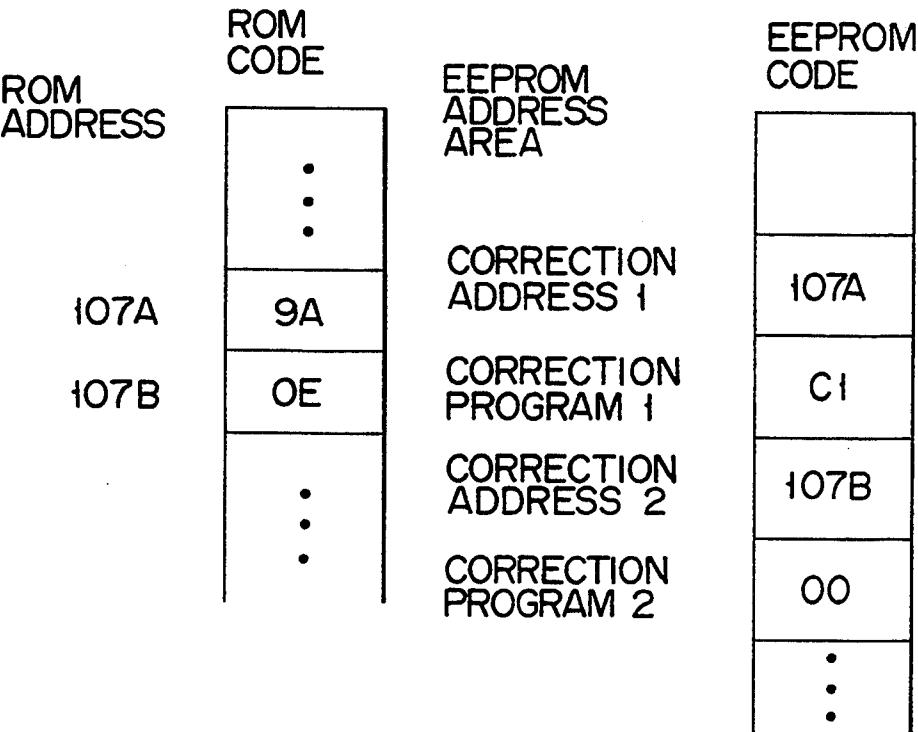 ROM
ADDRESS
ROM
CODE
107A
9A
107B
0E
EEPROM
ADDRESS
AREA
EEPROM
CODE
CORRECTION
ADDRESS 1
107A
CORRECTION
PROGRAM 1
C1
CORRECTION
ADDRESS 2
107B
CORRECTION
PROGRAM 2
00